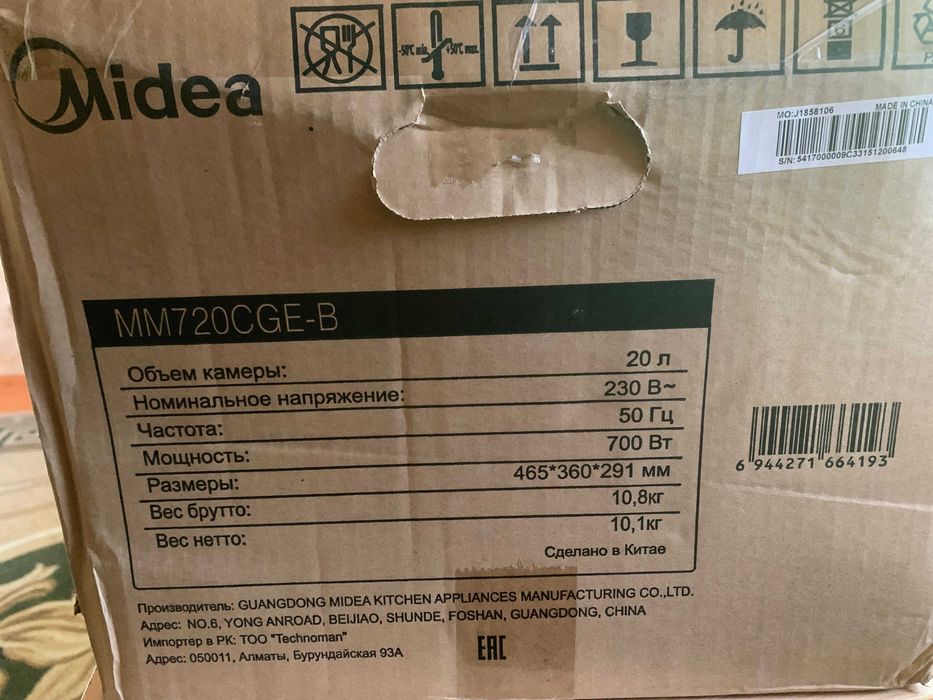 Midea
-50℃ min. +50℃ max.
MO:J1858106 MADE IN CHINA
S/N: 5417000009C33151200648
MM720CGE-B
Объем камеры: 20 л
Номинальное напряжение: 230 В~
Частота: 50 Гц
Мощность: 700 Вт
Размеры: 465*360*291 мм
Вес брутто: 10,8кг
Вес нетто: 10,1кг
Сделано в Китае
6 944271 664193
Производитель: GUANGDONG MIDEA KITCHEN APPLIANCES MANUFACTURING CO.,LTD.
Адрес: NO.6, YONG ANROAD, BEIJIAO, SHUNDE, FOSHAN, GUANGDONG, CHINA
Импортер в РК: ТОО "Technoman"
Адрес: 050011, Алматы, Бурундайская 93А
EAC